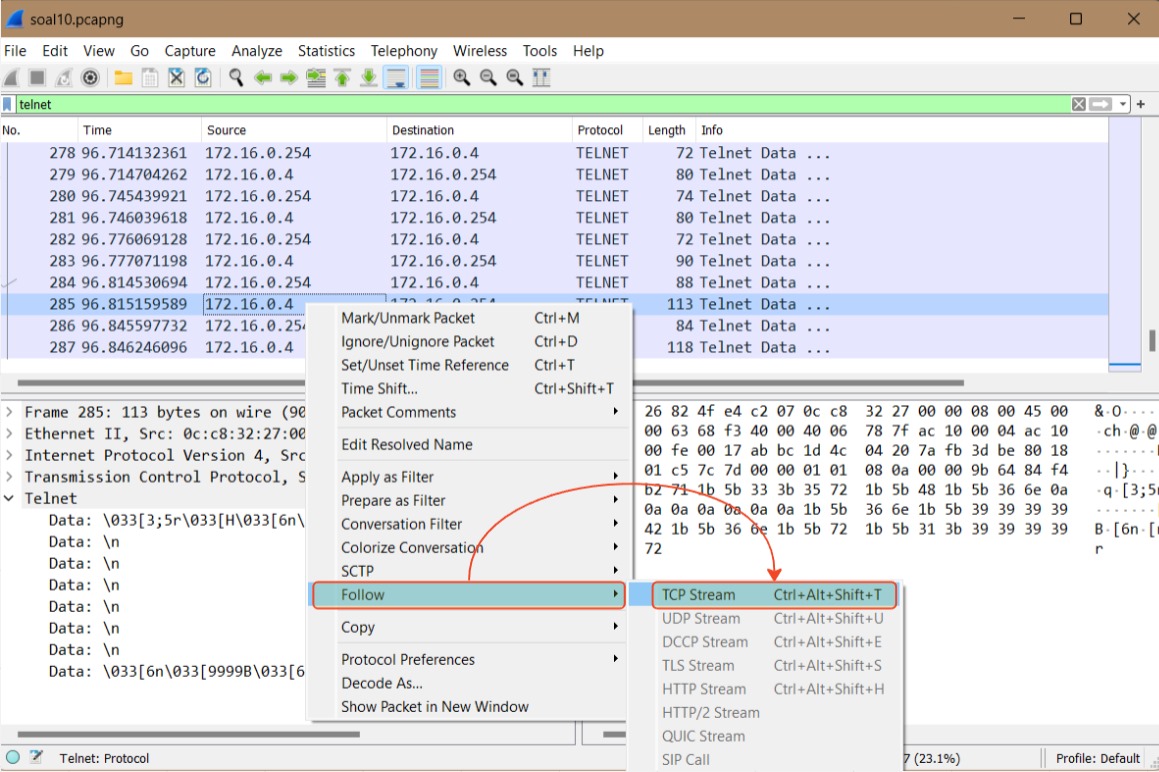 soal10.pcapng
File Edit View Go Capture Analyze Statistics Telephony Wireless Tools Help
telnet
No. Time Source Destination Protocol Length Info
278 96.714132361 172.16.0.254 172.16.0.4 TELNET 72 Telnet Data ...
279 96.714704262 172.16.0.4 172.16.0.254 TELNET 80 Telnet Data ...
280 96.745439921 172.16.0.254 172.16.0.4 TELNET 74 Telnet Data ...
281 96.746039618 172.16.0.4 172.16.0.254 TELNET 80 Telnet Data ...
282 96.776069128 172.16.0.254 172.16.0.4 TELNET 72 Telnet Data ...
283 96.777071198 172.16.0.4 172.16.0.254 TELNET 90 Telnet Data ...
284 96.814530694 172.16.0.254 172.16.0.4 TELNET 88 Telnet Data ...
285 96.815159589 172.16.0.4 172.16.0.254 TELNET 113 Telnet Data ...
286 96.845597732 172.16.0.254 84 Telnet Data ...
287 96.846246096 172.16.0.4 118 Telnet Data ...
Mark/Unmark Packet Ctrl+M
Ignore/Unignore Packet Ctrl+D
Set/Unset Time Reference Ctrl+T
Time Shift... Ctrl+Shift+T
Packet Comments
Edit Resolved Name
Apply as Filter
Prepare as Filter
Conversation Filter
Colorize Conversation
SCTP
Follow
Copy
Protocol Preferences
Decode As...
Show Packet in New Window
TCP Stream Ctrl+Alt+Shift+T
UDP Stream Ctrl+Alt+Shift+U
DCCP Stream Ctrl+Alt+Shift+E
TLS Stream Ctrl+Alt+Shift+S
HTTP Stream Ctrl+Alt+Shift+H
HTTP/2 Stream
QUIC Stream
SIP Call
Frame 285: 113 bytes on wire (90
Ethernet II, Src: 0c:c8:32:27:00
Internet Protocol Version 4, Src
Transmission Control Protocol, S
Telnet
Data: \033[3;5r\033[H\033[6n\
Data: \n
Data: \n
Data: \n
Data: \n
Data: \n
Data: \n
Data: \033[6n\033[9999B\033[6
26 82 4f e4 c2 07 0c c8 32 27 00 00 08 00 45 00 &·O·····
00 63 68 f3 40 00 40 06 78 7f ac 10 00 04 ac 10 ·ch·@·@·
00 fe 00 17 ab bc 1d 4c 04 20 7a fb 3d be 80 18
01 c5 7c 7d 00 00 01 01 08 0a 00 00 9b 64 84 f4 ··|}····
b2 71 1b 5b 33 3b 35 72 1b 5b 48 1b 5b 36 6e 0a ·q·[3;5r
0a 0a 0a 0a 0a 0a 1b 5b 36 6e 1b 5b 39 39 39 39
42 1b 5b 36 6e 1b 5b 72 1b 5b 31 3b 39 39 39 39 B·[6n·[r
72 r
Telnet: Protocol 7 (23.1%) Profile: Default